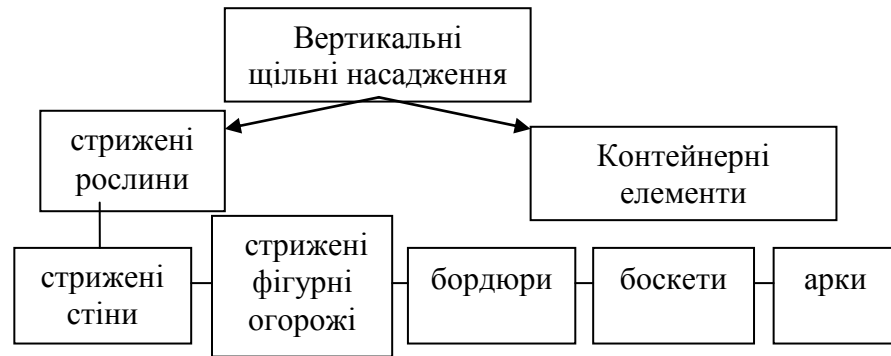 Вертикальні
щільні насадження
стрижені
рослини
Контейнерні
елементи
стрижені
стіни
стрижені
фігурні
огорожі
бордюри
боскети
арки